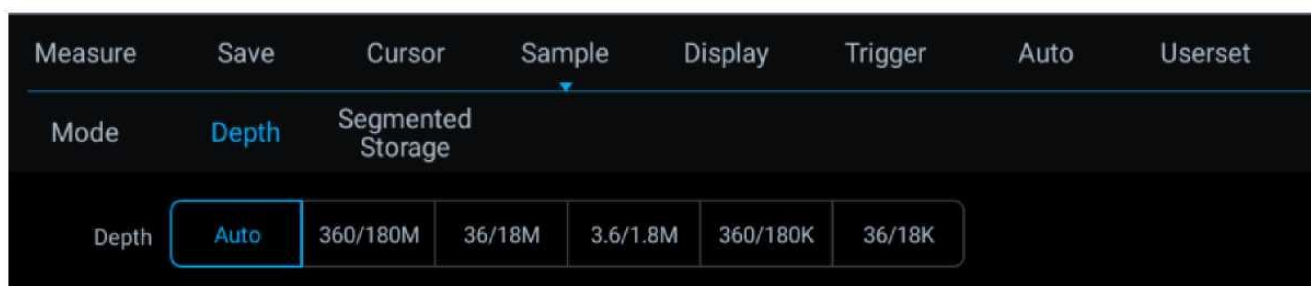 Measure Save Cursor Sample Display Trigger Auto Userset
Mode Depth Segmented Storage
Depth Auto 360/180M 36/18M 3.6/1.8M 360/180K 36/18K